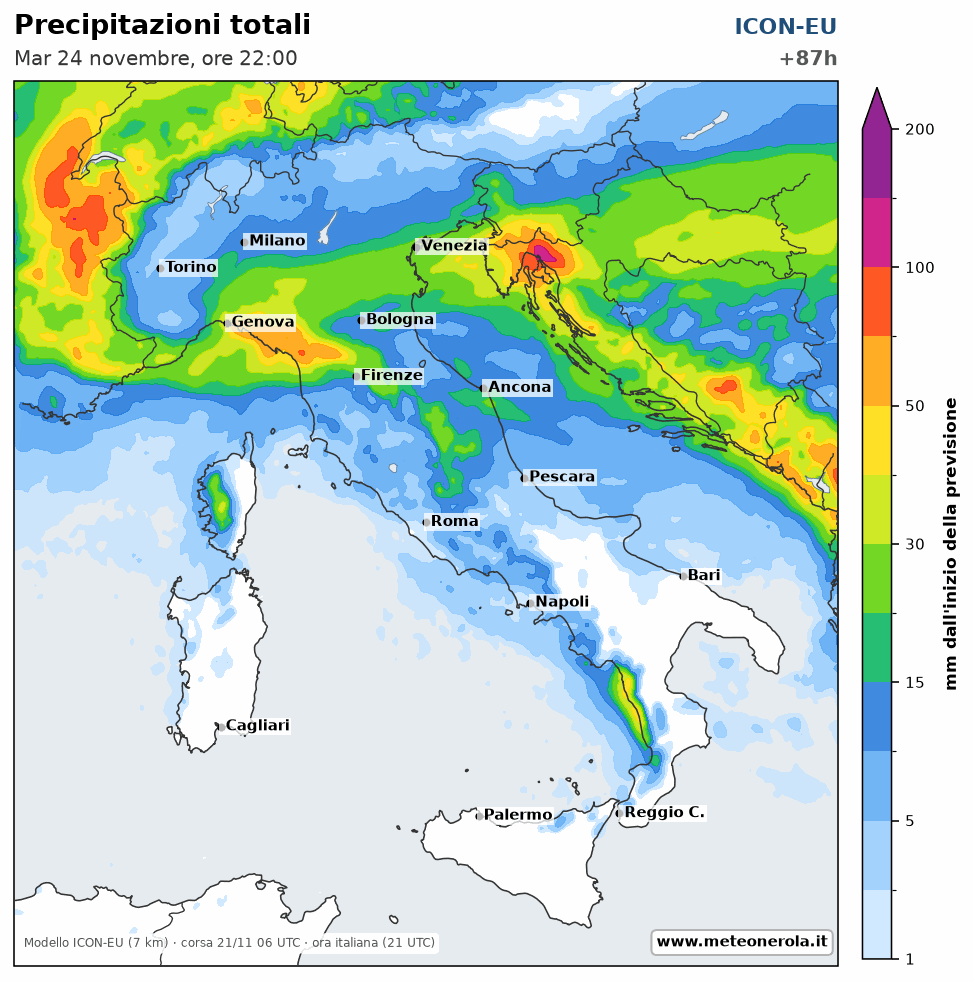 Precipitazioni totali
ICON-EU
Mar 24 novembre, ore 22:00
+87h
Milano
Venezia
Torino
Genova
Bologna
Firenze
Ancona
Pescara
Roma
Bari
Napoli
Cagliari
Palermo
Reggio C.
200
100
50
30
15
5
1
mm dall'inizio della previsione
Modello ICON-EU (7 km) · corsa 21/11 06 UTC · ora italiana (21 UTC)
www.meteonerola.it